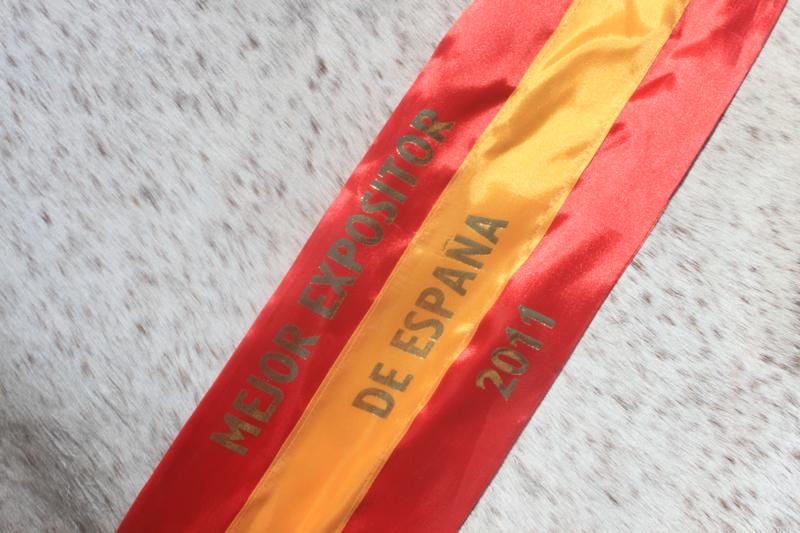 MEJOR EXPOSITOR
DE ESPAÑA
2011